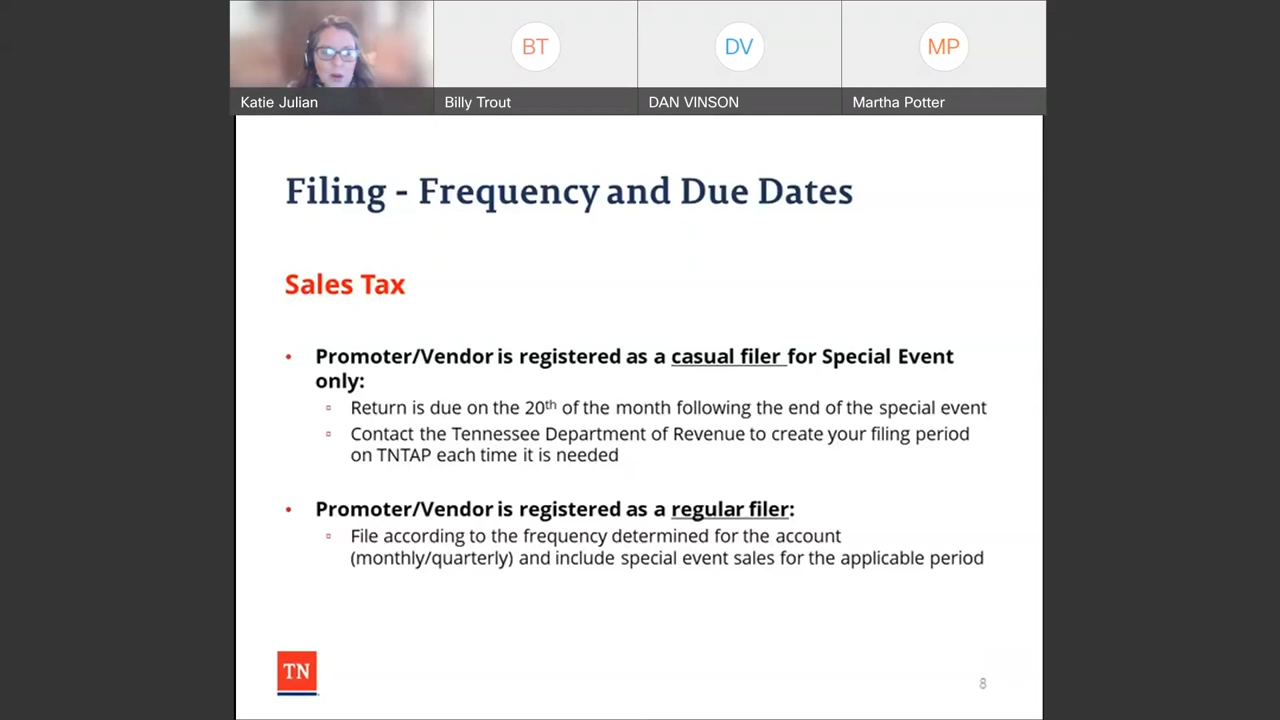 BT
DV
MP
Katie Julian
Billy Trout
DAN VINSON
Martha Potter
Filing - Frequency and Due Dates
Sales Tax
• Promoter/Vendor is registered as a casual filer for Special Event
only:
▫ Return is due on the 20th of the month following the end of the special event
▫ Contact the Tennessee Department of Revenue to create your filing period
on TNTAP each time it is needed
• Promoter/Vendor is registered as a regular filer:
▫ File according to the frequency determined for the account
(monthly/quarterly) and include special event sales for the applicable period
TN
8